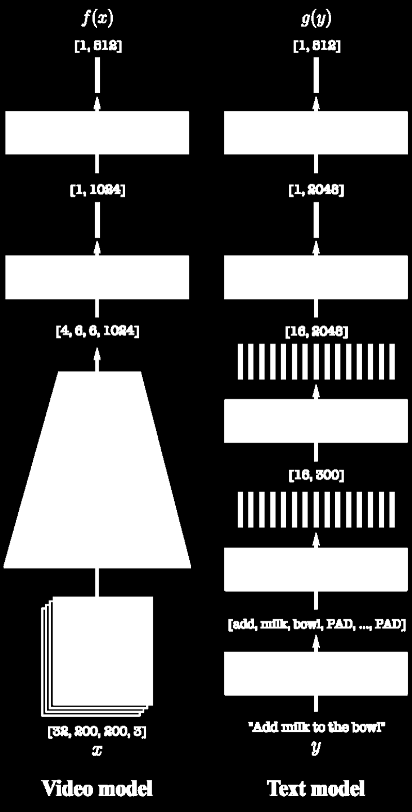 f(x)
[1, 512]
[1, 1024]
[4, 6, 6, 1024]
[32, 200, 200, 3]
x
Video model
g(y)
[1, 512]
[1, 2048]
[16, 2048]
[16, 300]
[add, milk, bowl, PAD, ..., PAD]
"Add milk to the bowl"
y
Text model